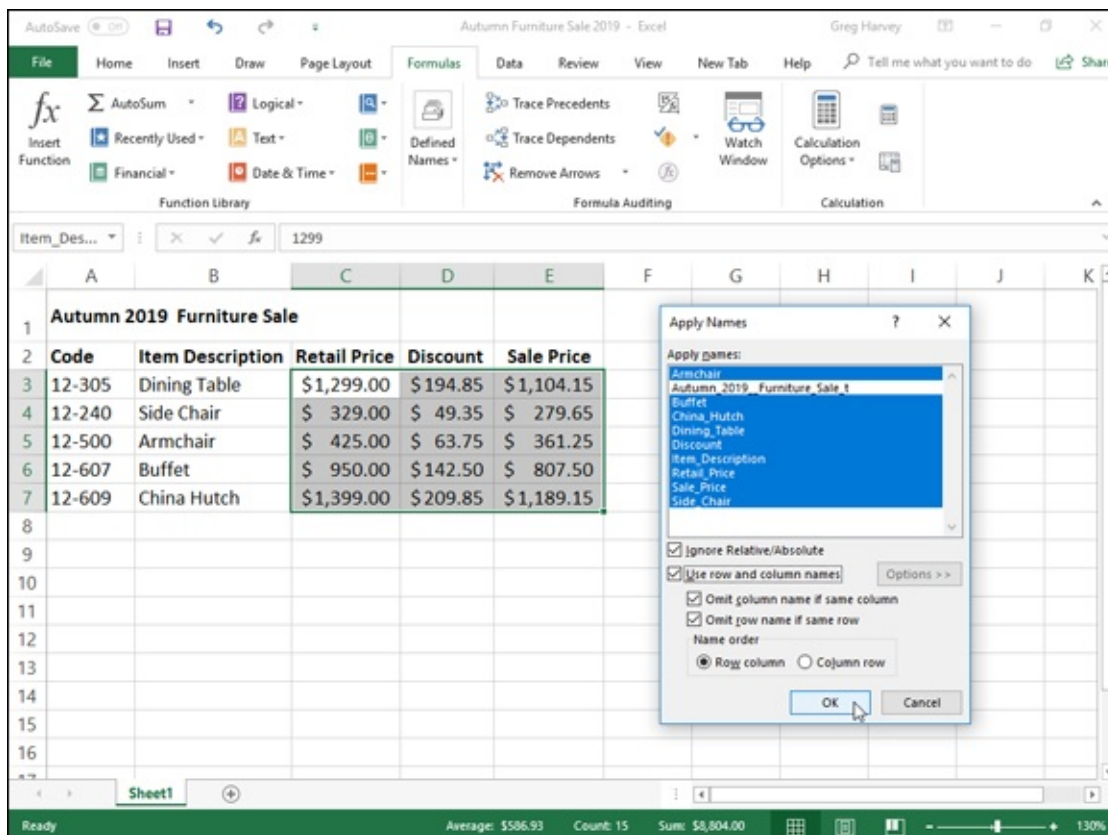 AutoSave Off Autumn Furniture Sale 2019 - Excel Greg Harvey
File Home Insert Draw Page Layout Formulas Data Review View New Tab Help Tell me what you want to do Shar
fx Insert Function
Σ AutoSum
Recently Used
Financial
Logical
Text
Date & Time
Function Library
Defined Names
Trace Precedents
Trace Dependents
Remove Arrows
Watch Window
Formula Auditing
Calculation Options
Calculation
Item_Des... fx 1299
A B C D E F G H I J K
1 Autumn 2019 Furniture Sale
2 Code Item Description Retail Price Discount Sale Price
3 12-305 Dining Table $1,299.00 $194.85 $1,104.15
4 12-240 Side Chair $ 329.00 $ 49.35 $ 279.65
5 12-500 Armchair $ 425.00 $ 63.75 $ 361.25
6 12-607 Buffet $ 950.00 $142.50 $ 807.50
7 12-609 China Hutch $1,399.00 $209.85 $1,189.15
8
9
10
11
12
13
14
15
16
Apply Names ?
Apply names:
Armchair
Autumn_2019__Furniture_Sale_t
Buffet
China_Hutch
Dining_Table
Discount
Item_Description
Retail_Price
Sale_Price
Side_Chair
Ignore Relative/Absolute
Use row and column names Options >>
Omit column name if same column
Omit row name if same row
Name order
Row column Column row
OK Cancel
Sheet1
Ready Average: $586.93 Count: 15 Sum: $8,804.00 130%